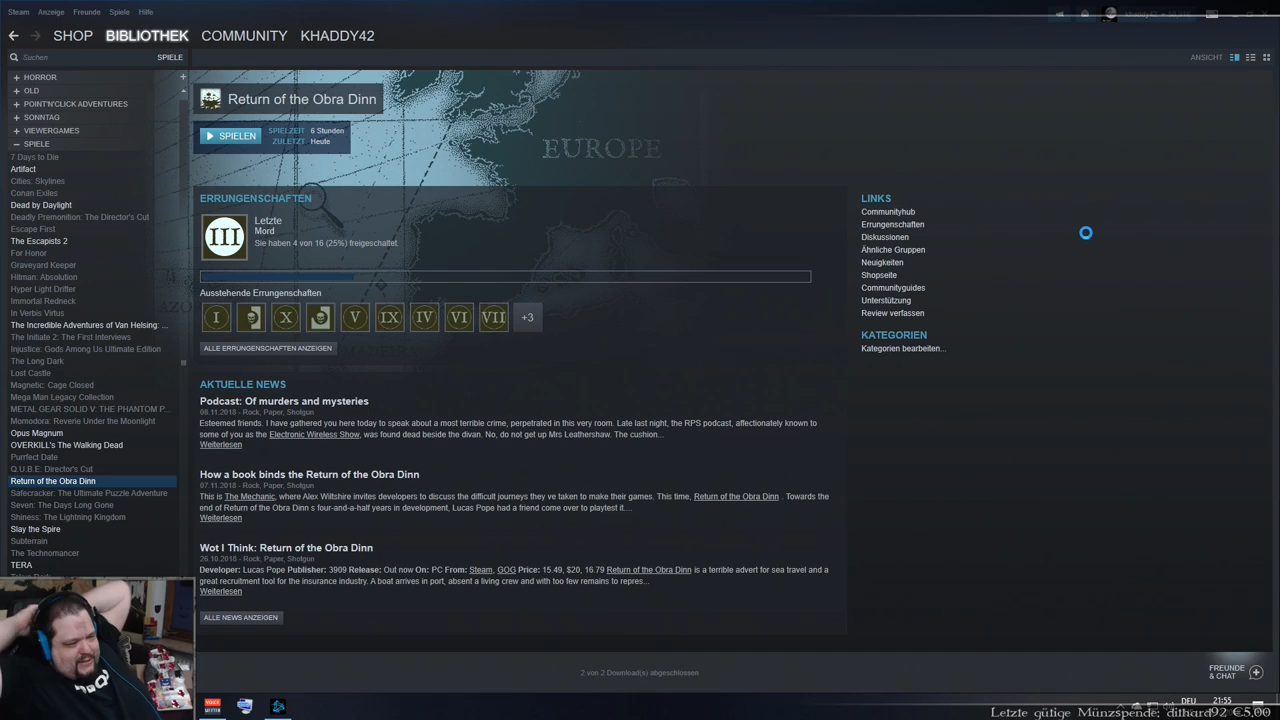 Steam Anzeige Freunde Spiele Hilfe
SHOP BIBLIOTHEK COMMUNITY KHADDY42
Suchen SPIELE
ANSICHT
HORROR
OLD
POINT'N'CLICK ADVENTURES
SONNTAG
VIEWERGAMES
SPIELE
7 Days to Die
Artifact
Cities: Skylines
Conan Exiles
Dead by Daylight
Deadly Premonition: The Director's Cut
Escape First
The Escapists 2
For Honor
Graveyard Keeper
Hitman: Absolution
Hyper Light Drifter
Immortal Redneck
In Verbis Virtus
The Incredible Adventures of Van Helsing: ...
The Initiate 2: The First Interviews
Injustice: Gods Among Us Ultimate Edition
The Long Dark
Lost Castle
Magnetic: Cage Closed
Mega Man Legacy Collection
METAL GEAR SOLID V: THE PHANTOM P...
Momodora: Reverie Under the Moonlight
Opus Magnum
OVERKILL's The Walking Dead
Purrfect Date
Q.U.B.E: Director's Cut
Return of the Obra Dinn
Safecracker: The Ultimate Puzzle Adventure
Seven: The Days Long Gone
Shiness: The Lightning Kingdom
Slay the Spire
Subterrain
The Technomancer
TERA
Return of the Obra Dinn
SPIELEN
SPIELZEIT 6 Stunden
ZULETZT Heute
EUROPE
ERRUNGENSCHAFTEN
III
Letzte
Mord
Sie haben 4 von 16 (25%) freigeschaltet.
Ausstehende Errungenschaften
I X V IX IV VI VII +3
ALLE ERRUNGENSCHAFTEN ANZEIGEN
AKTUELLE NEWS
Podcast: Of murders and mysteries
08.11.2018 - Rock, Paper, Shotgun
Esteemed friends. I have gathered you here today to speak about a most terrible crime, perpetrated in this very room. Late last night, the RPS podcast, affectionately known to
some of you as the Electronic Wireless Show, was found dead beside the divan. No, do not get up Mrs Leathershaw. The cushion...
Weiterlesen
How a book binds the Return of the Obra Dinn
07.11.2018 - Rock, Paper, Shotgun
This is The Mechanic, where Alex Wiltshire invites developers to discuss the difficult journeys they ve taken to make their games. This time, Return of the Obra Dinn . Towards the
end of Return of the Obra Dinn s four-and-a-half years in development, Lucas Pope had a friend come over to playtest it....
Weiterlesen
Wot I Think: Return of the Obra Dinn
26.10.2018 - Rock, Paper, Shotgun
Developer: Lucas Pope Publisher: 3909 Release: Out now On: PC From: Steam, GOG Price: 15.49, $20, 16.79 Return of the Obra Dinn is a terrible advert for sea travel and a
great recruitment tool for the insurance industry. A boat arrives in port, absent a living crew and with too few remains to repres...
Weiterlesen
ALLE NEWS ANZEIGEN
LINKS
Communityhub
Errungenschaften
Diskussionen
Ähnliche Gruppen
Neuigkeiten
Shopseite
Communityguides
Unterstützung
Review verfassen
KATEGORIEN
Kategorien bearbeiten...
2 von 2 Download(s) abgeschlossen
FREUNDE
& CHAT
DEU 21:55
Letzte gütige Münzspende: dithard92 €5,00